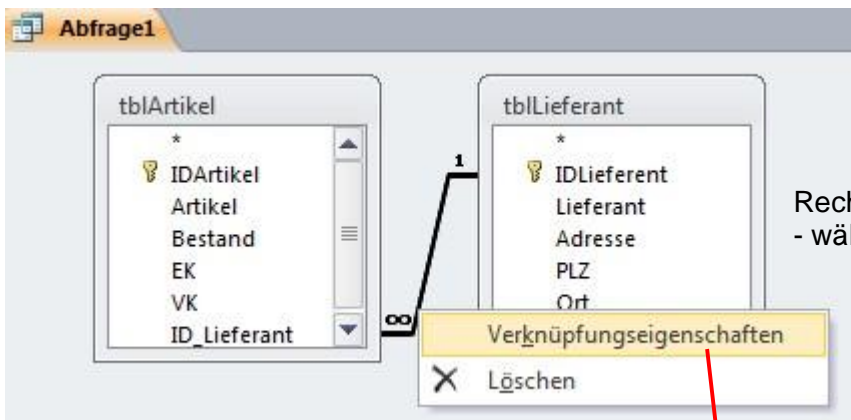 Abfrage1
tblArtikel
*
IDArtikel
Artikel
Bestand
EK
VK
ID_Lieferant
∞
1
tblLieferant
*
IDLieferent
Lieferant
Adresse
PLZ
Ort
Verknüpfungseigenschaften
Löschen
-